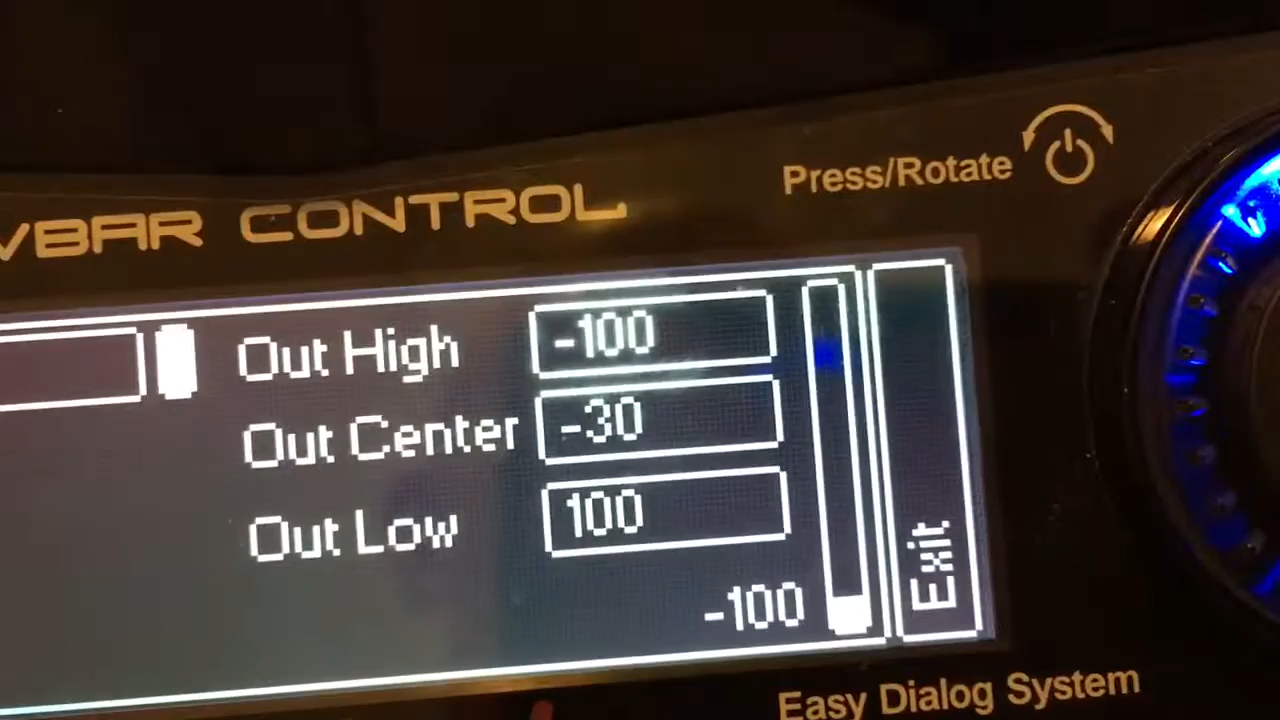 Press/Rotate
VBAR CONTROL
Out High -100
Out Center -30
Out Low 100
-100
Exit
Easy Dialog System